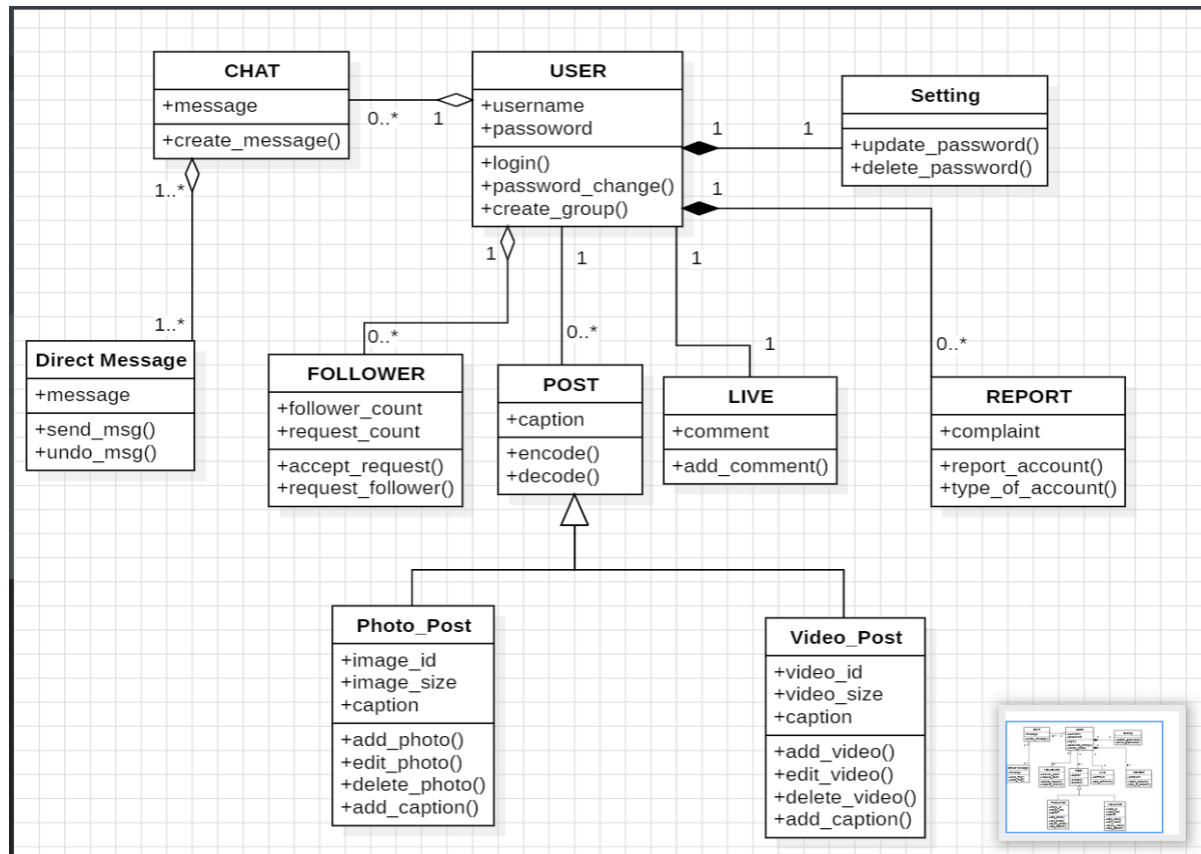 CHAT
+message
+create_message()
0..*
1
USER
+username
+passoword
+login()
+password_change()
+create_group()
1
1
Setting
+update_password()
+delete_password()
1
0..*
1..*
1..*
Direct Message
+message
+send_msg()
+undo_msg()
1
0..*
FOLLOWER
+follower_count
+request_count
+accept_request()
+request_follower()
1
0..*
POST
+caption
+encode()
+decode()
1
1
LIVE
+comment
+add_comment()
REPORT
+complaint
+report_account()
+type_of_account()
Photo_Post
+image_id
+image_size
+caption
+add_photo()
+edit_photo()
+delete_photo()
+add_caption()
Video_Post
+video_id
+video_size
+caption
+add_video()
+edit_video()
+delete_video()
+add_caption()